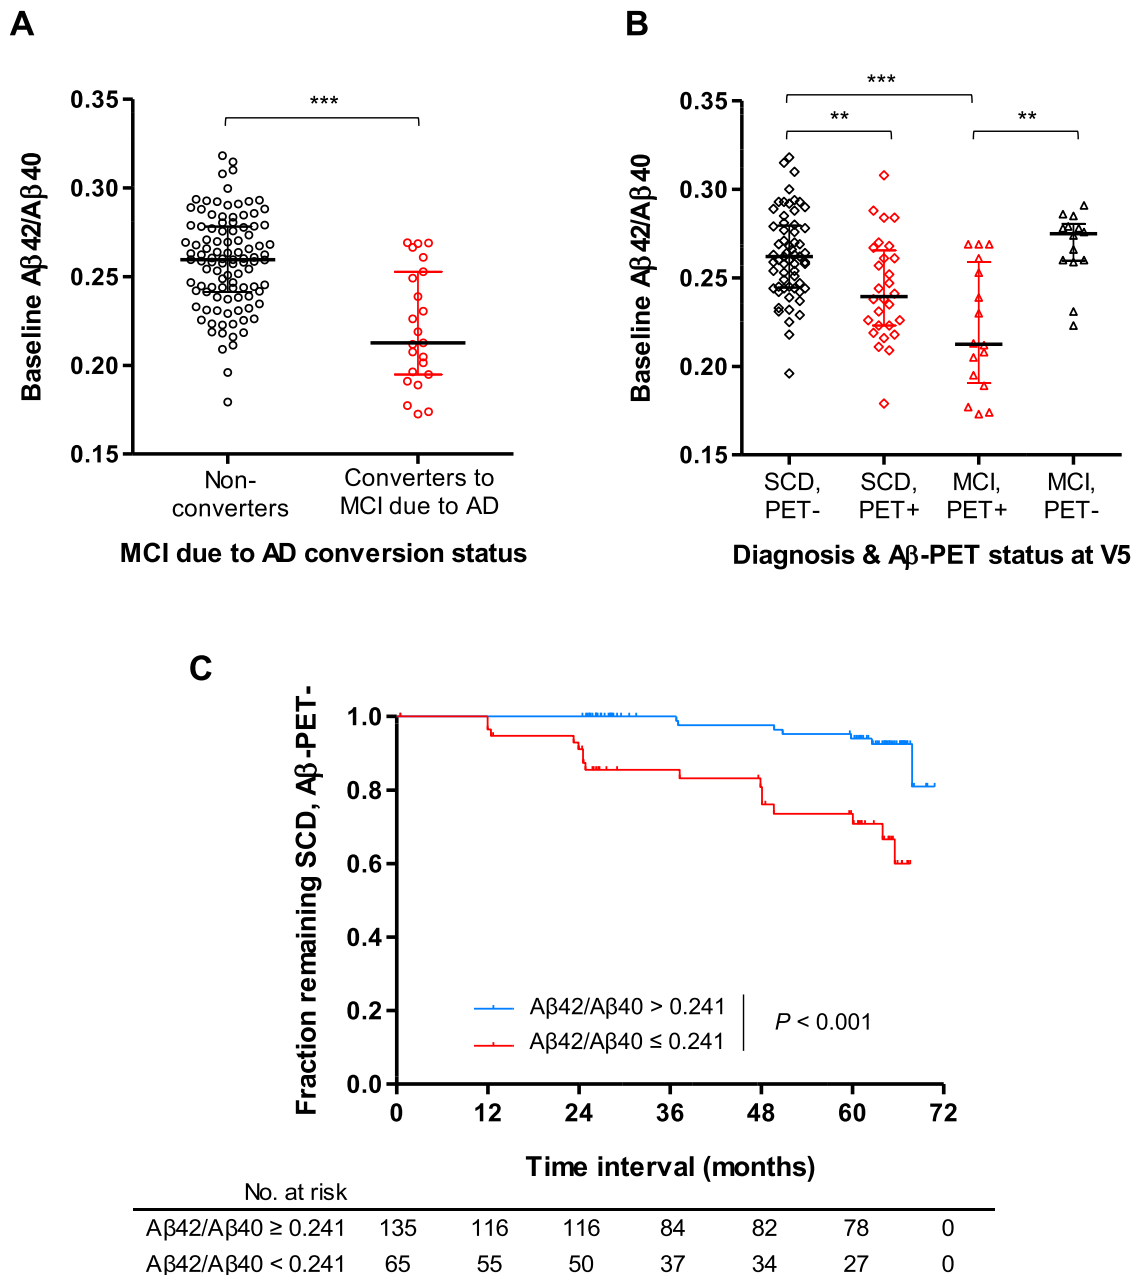 A
0.35
0.30
0.25
0.20
0.15
Baseline Aβ42/Aβ40
***
Non-
converters
Converters to
MCI due to AD
MCI due to AD conversion status
B
0.35
0.30
0.25
0.20
0.15
Baseline Aβ42/Aβ40
***
**
**
SCD,
PET-
SCD,
PET+
MCI,
PET+
MCI,
PET-
Diagnosis & Aβ-PET status at V5
C
Fraction remaining SCD, Aβ-PET-
1.0
0.8
0.6
0.4
0.2
0.0
Aβ42/Aβ40 > 0.241
Aβ42/Aβ40 ≤ 0.241
P < 0.001
0 12 24 36 48 60 72
Time interval (months)
No. at risk
Aβ42/Aβ40 ≥ 0.241 135 116 116 84 82 78 0
Aβ42/Aβ40 < 0.241 65 55 50 37 34 27 0